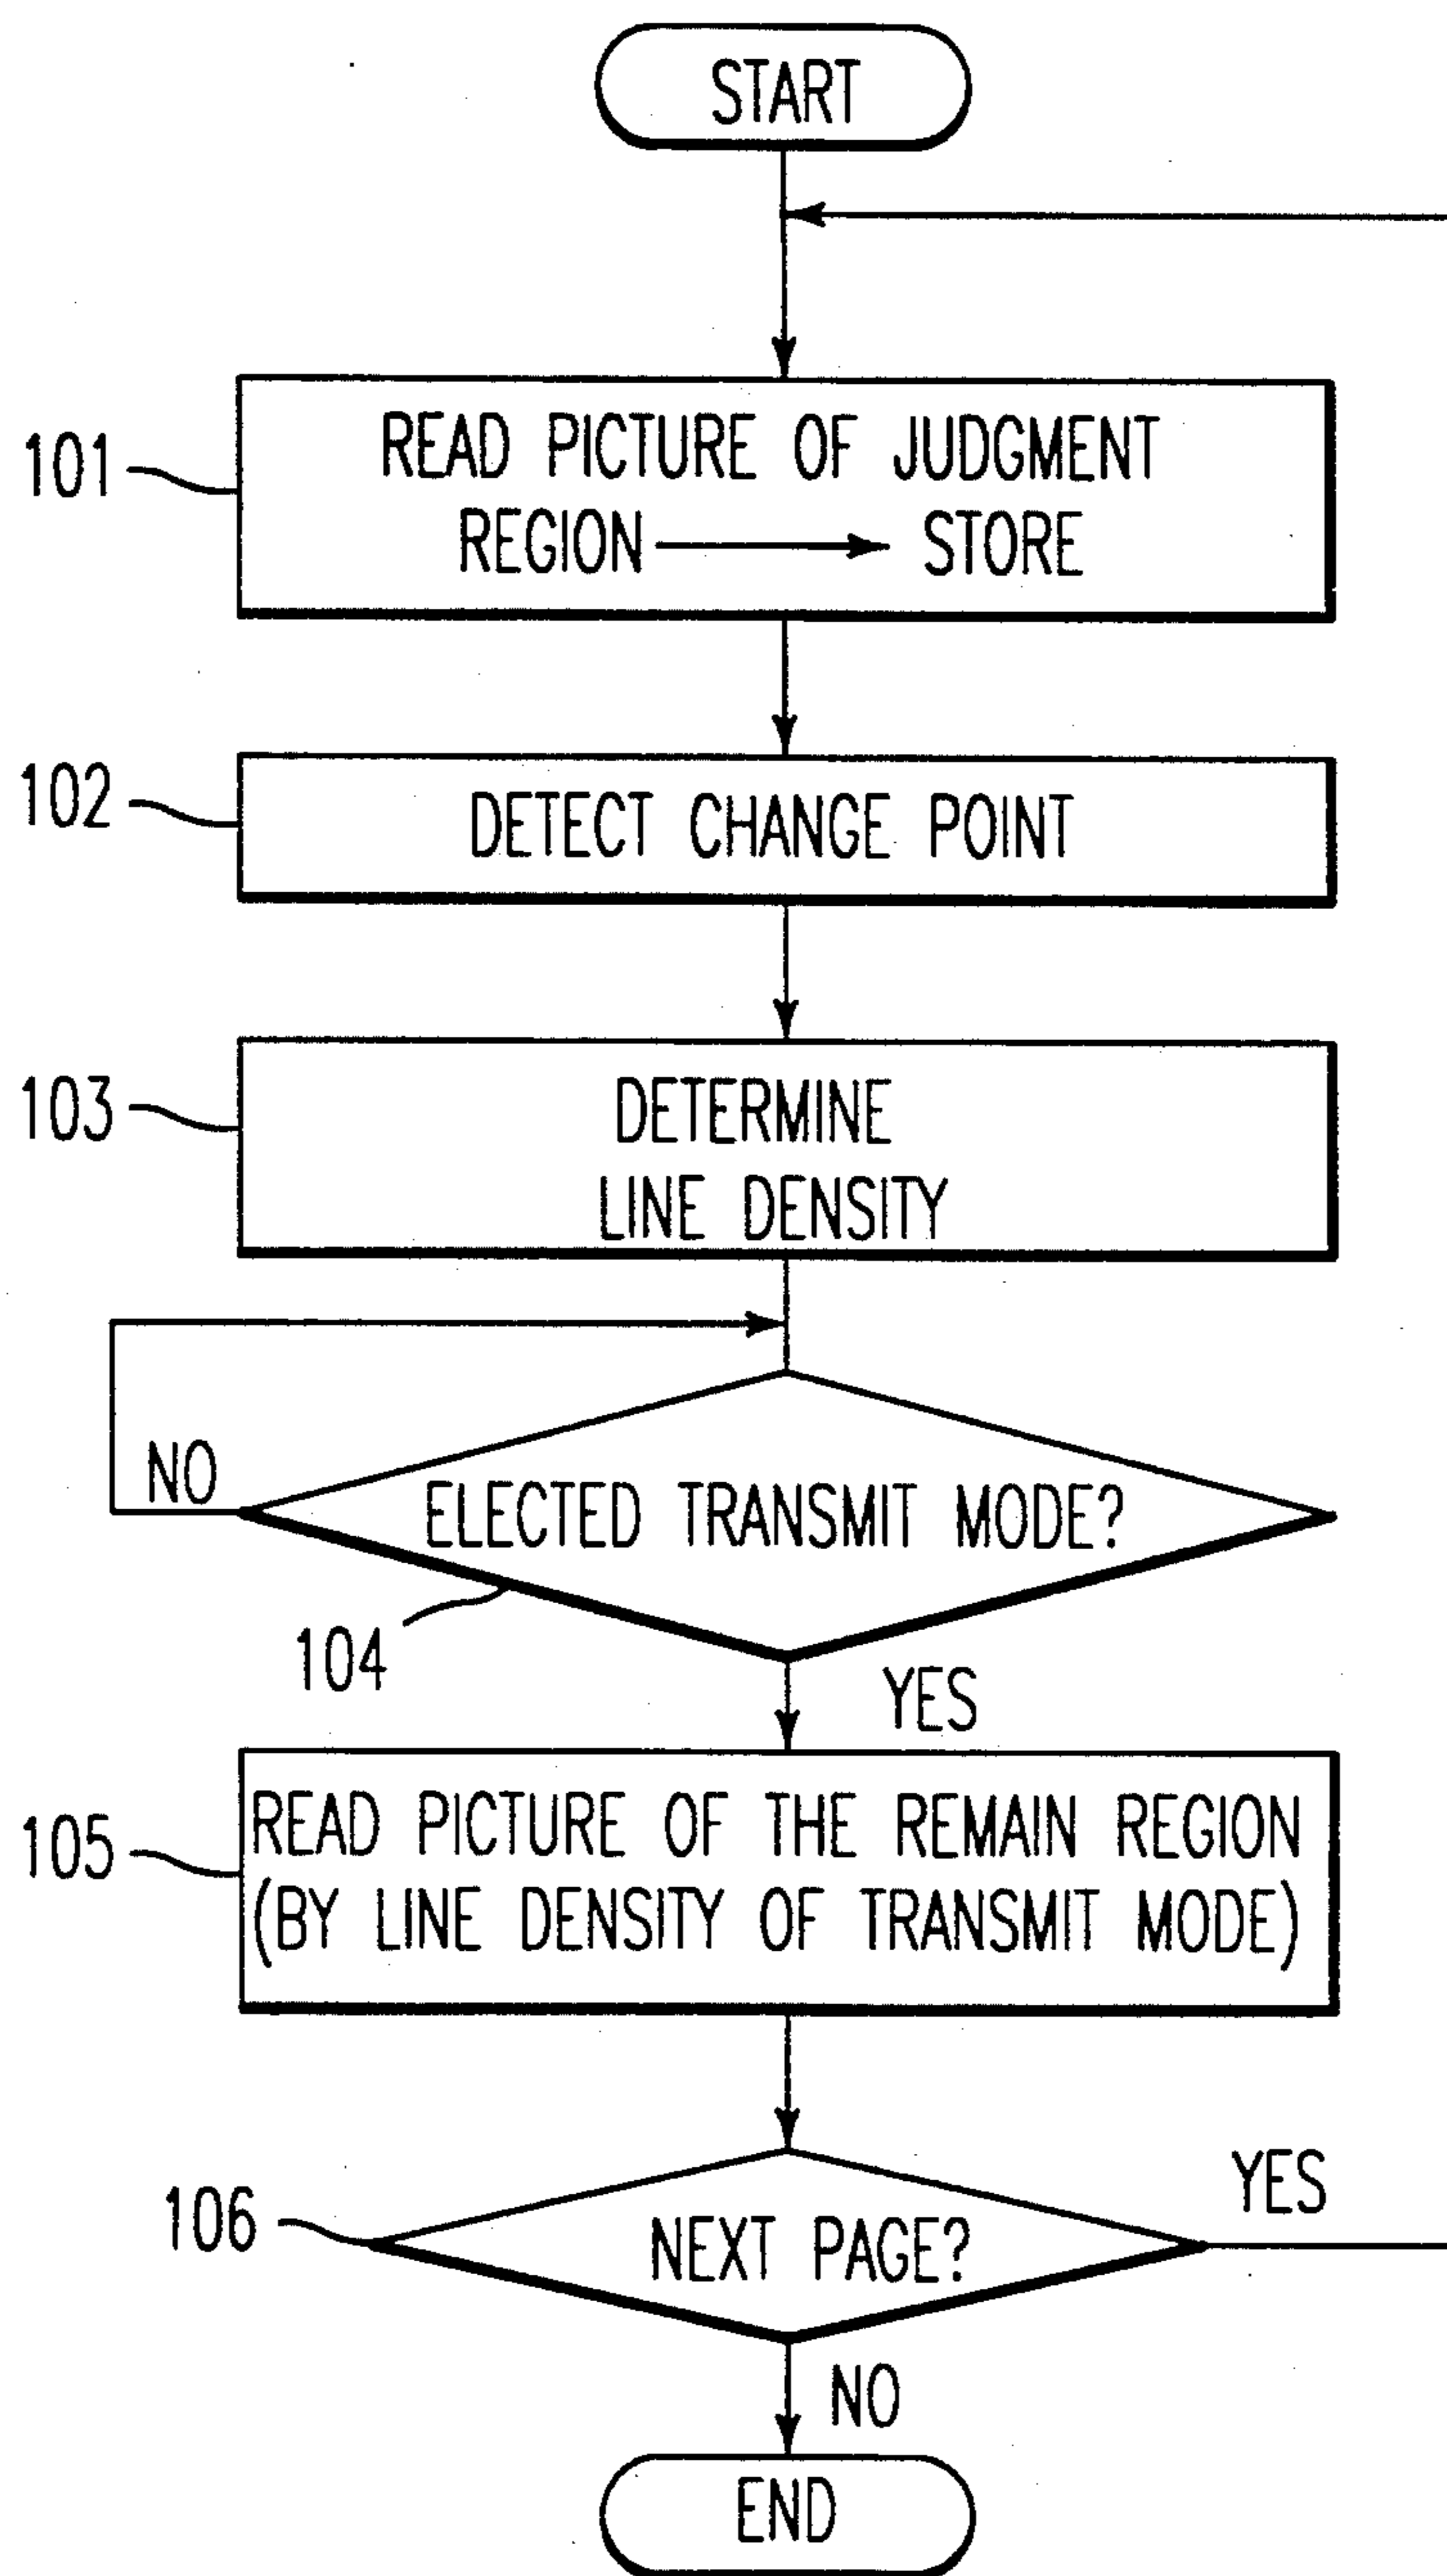 START
101
READ PICTURE OF JUDGMENT
REGION → STORE
102
DETECT CHANGE POINT
103
DETERMINE
LINE DENSITY
NO
ELECTED TRANSMIT MODE?
104
YES
105
READ PICTURE OF THE REMAIN REGION
(BY LINE DENSITY OF TRANSMIT MODE)
106
NEXT PAGE?
YES
NO
END